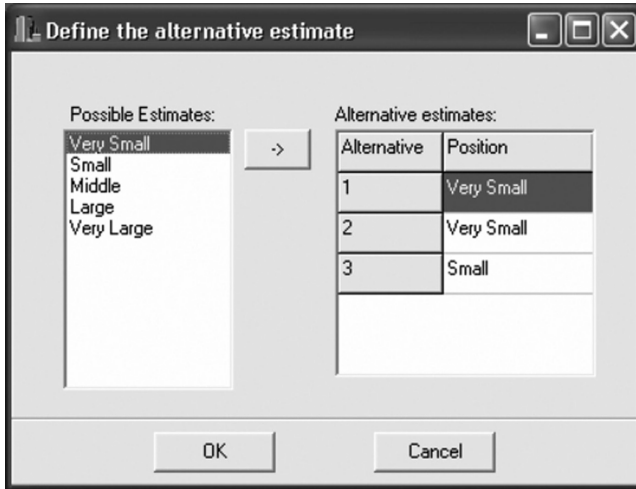 Define the alternative estimate
Possible Estimates:
Very Small
Small
Middle
Large
Very Large
->
Alternative estimates:
Alternative Position
1 Very Small
2 Very Small
3 Small
OK Cancel